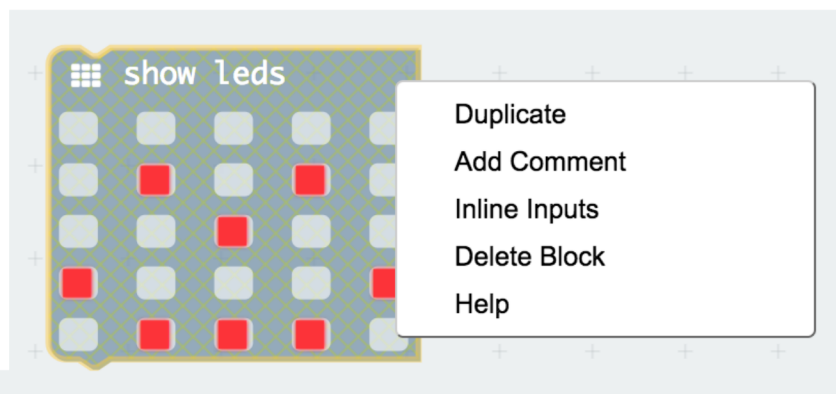 show leds
Duplicate
Add Comment
Inline Inputs
Delete Block
Help